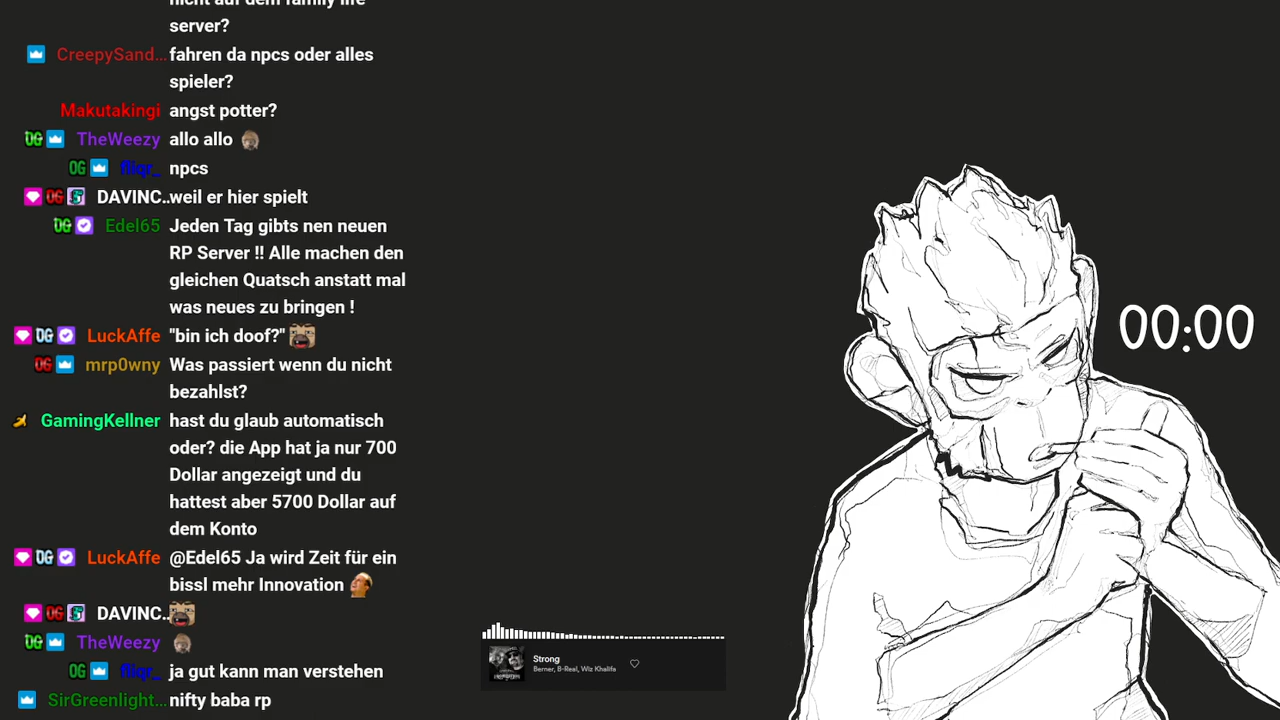 nicht auf dem family life
server?
CreepySand... fahren da npcs oder alles
spieler?
Makutakingi angst potter?
TheWeezy allo allo
fliqr_ npcs
DAVINC... weil er hier spielt
Edel65 Jeden Tag gibts nen neuen
RP Server !! Alle machen den
gleichen Quatsch anstatt mal
was neues zu bringen !
LuckAffe "bin ich doof?"
mrp0wny Was passiert wenn du nicht
bezahlst?
GamingKellner hast du glaub automatisch
oder? die App hat ja nur 700
Dollar angezeigt und du
hattest aber 5700 Dollar auf
dem Konto
LuckAffe @Edel65 Ja wird Zeit für ein
bissl mehr Innovation
DAVINC...
TheWeezy
fliqr_ ja gut kann man verstehen
SirGreenlight... nifty baba rp
00:00
Strong
Berner, B-Real, Wiz Khalifa